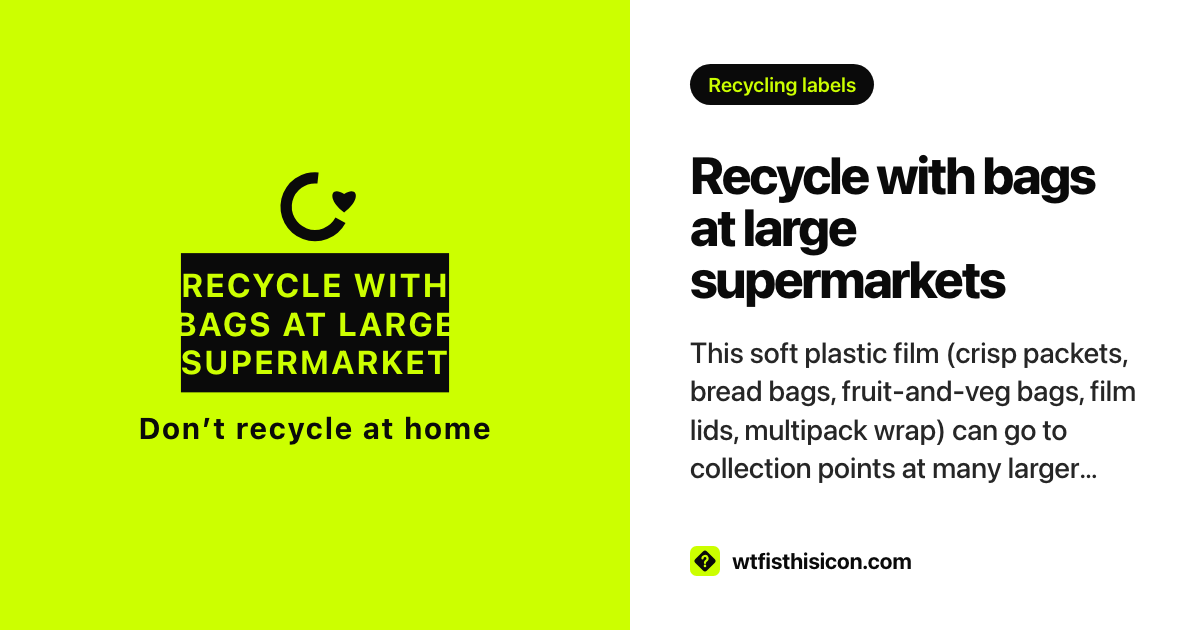 RECYCLE WITH
BAGS AT LARGE
SUPERMARKET
Don’t recycle at home
Recycling labels
Recycle with bags
at large
supermarkets
This soft plastic film (crisp packets,
bread bags, fruit-and-veg bags, film
lids, multipack wrap) can go to
collection points at many larger...
wtfisthisicon.com